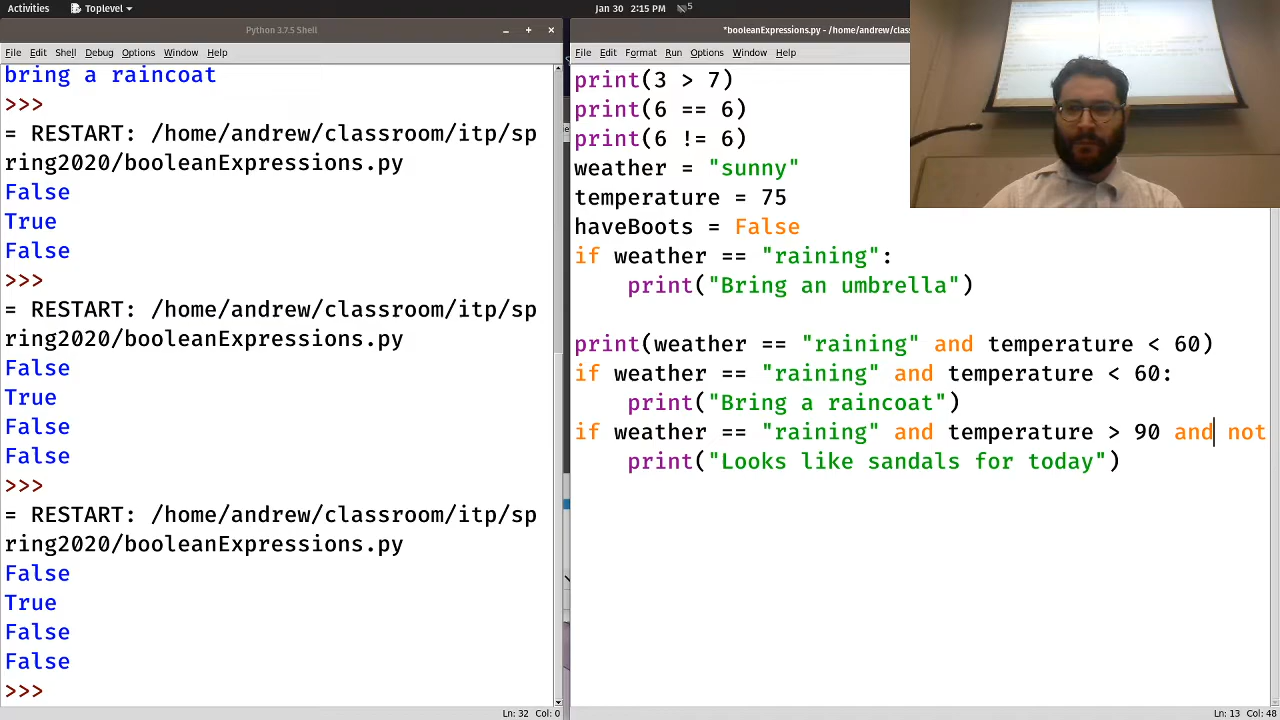 Activities Toplevel Jan 30 2:15 PM 5
Python 3.7.5 Shell
File Edit Shell Debug Options Window Help
bring a raincoat
>>>
= RESTART: /home/andrew/classroom/itp/sp
ring2020/booleanExpressions.py
False
True
False
>>>
= RESTART: /home/andrew/classroom/itp/sp
ring2020/booleanExpressions.py
False
True
False
False
>>>
= RESTART: /home/andrew/classroom/itp/sp
ring2020/booleanExpressions.py
False
True
False
False
>>>
Ln: 32 Col: 0
*booleanExpressions.py - /home/andrew/clas
File Edit Format Run Options Window Help
print(3 > 7)
print(6 == 6)
print(6 != 6)
weather = "sunny"
temperature = 75
haveBoots = False
if weather == "raining":
    print("Bring an umbrella")
print(weather == "raining" and temperature < 60)
if weather == "raining" and temperature < 60:
    print("Bring a raincoat")
if weather == "raining" and temperature > 90 and not
    print("Looks like sandals for today")
Ln: 13 Col: 48